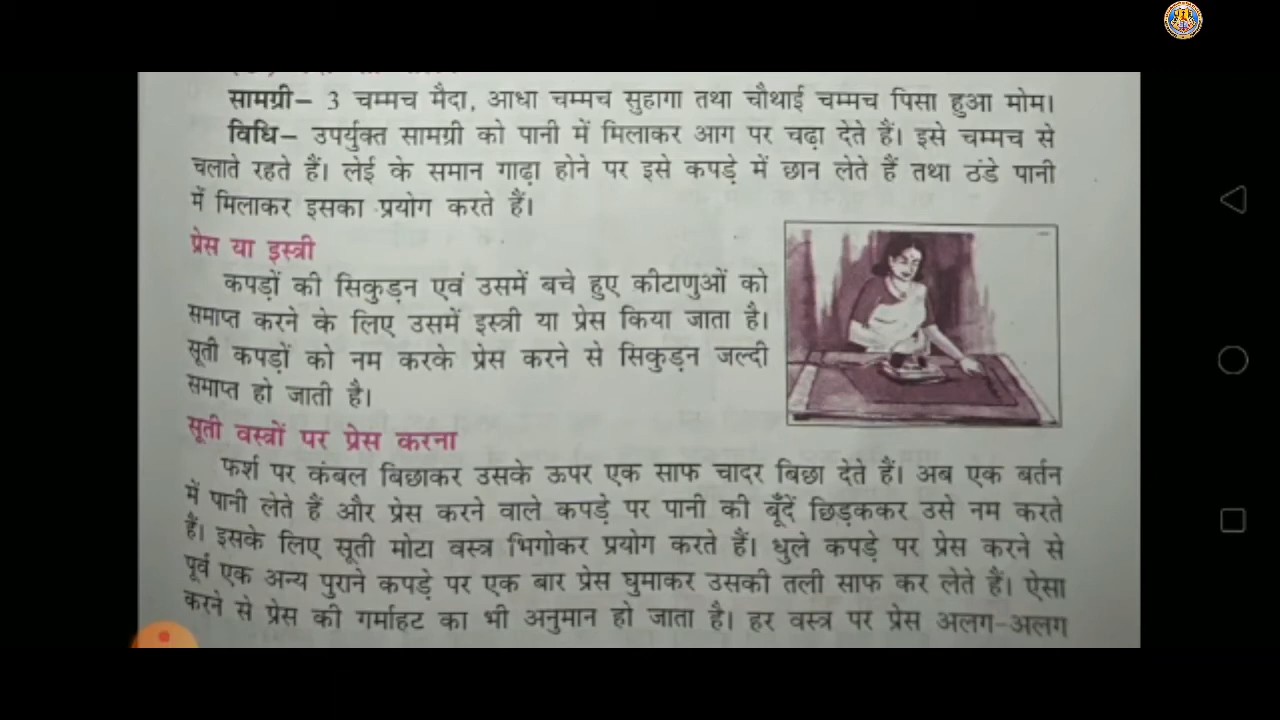 सामग्री– 3 चम्मच मैदा, आधा चम्मच सुहागा तथा चौथाई चम्मच पिसा हुआ मोम।
विधि– उपर्युक्त सामग्री को पानी में मिलाकर आग पर चढ़ा देते हैं। इसे चम्मच से
चलाते रहते हैं। लेई के समान गाढ़ा होने पर इसे कपड़े में छान लेते हैं तथा ठंडे पानी
में मिलाकर इसका प्रयोग करते हैं।
प्रेस या इस्त्री
कपड़ों की सिकुड़न एवं उसमें बचे हुए कीटाणुओं को
समाप्त करने के लिए उसमें इस्त्री या प्रेस किया जाता है।
सूती कपड़ों को नम करके प्रेस करने से सिकुड़न जल्दी
समाप्त हो जाती है।
सूती वस्त्रों पर प्रेस करना
फर्श पर कंबल बिछाकर उसके ऊपर एक साफ चादर बिछा देते हैं। अब एक बर्तन
में पानी लेते हैं और प्रेस करने वाले कपड़े पर पानी की बूँदें छिड़ककर उसे नम करते
हैं। इसके लिए सूती मोटा वस्त्र भिगोकर प्रयोग करते हैं। धुले कपड़े पर प्रेस करने से
पूर्व एक अन्य पुराने कपड़े पर एक बार प्रेस घुमाकर उसकी तली साफ कर लेते हैं। ऐसा
करने से प्रेस की गर्माहट का भी अनुमान हो जाता है। हर वस्त्र पर प्रेस अलग-अलग